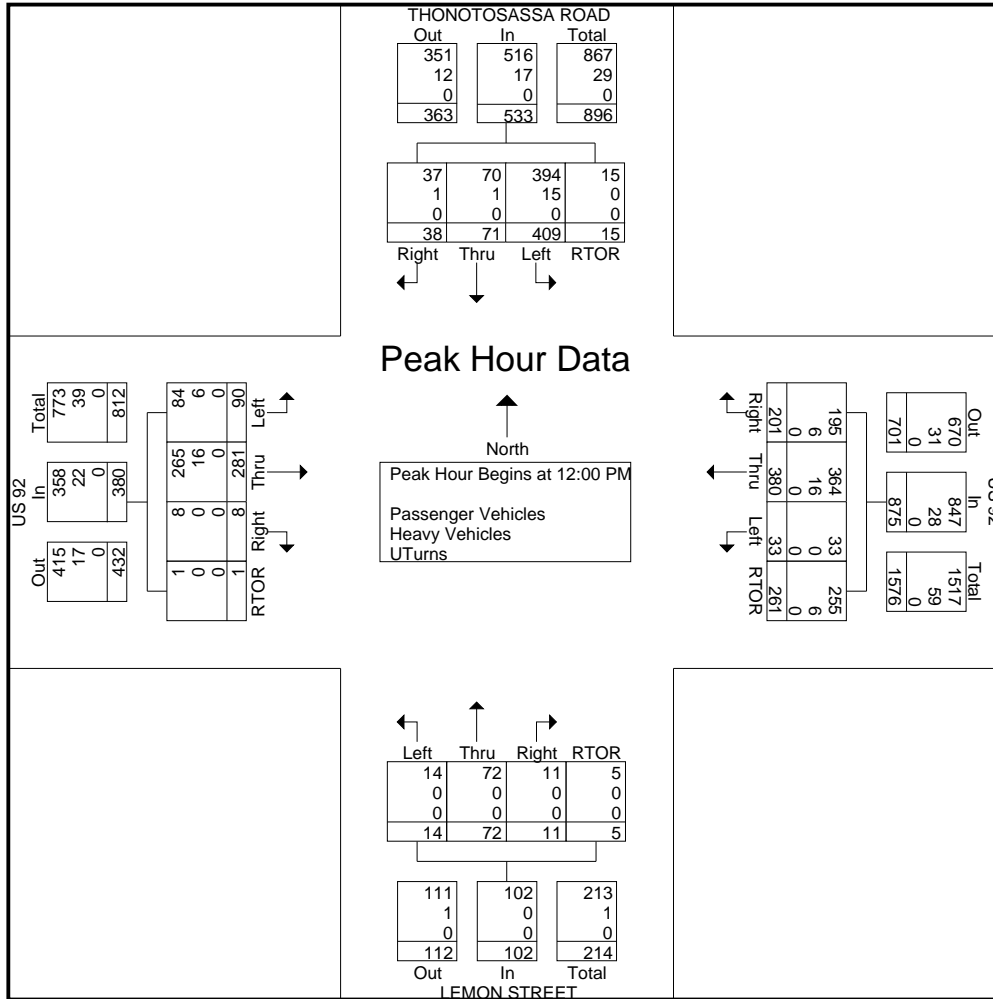 THONOTOSASSA ROAD
Out In Total
351 516 867
12 17 29
0 0 0
363 533 896
37 70 394 15
1 1 15 0
0 0 0 0
38 71 409 15
Right Thru Left RTOR
Peak Hour Data
North
Peak Hour Begins at 12:00 PM
Passenger Vehicles
Heavy Vehicles
UTurns
US 92
Out In Total
415 358 773
17 22 39
0 0 0
432 380 812
RTOR Right Thru Left
1 8 265 84
0 0 16 6
0 0 0 0
1 8 281 90
Out In Total
670 847 1517
31 28 59
0 0 0
701 875 1576
195 364 33 255
6 16 0 6
0 0 0 0
201 380 33 261
Right Thru Left RTOR
Left Thru Right RTOR
14 72 11 5
0 0 0 0
0 0 0 0
14 72 11 5
111 102 213
1 0 1
0 0 0
112 102 214
Out In Total
LEMON STREET